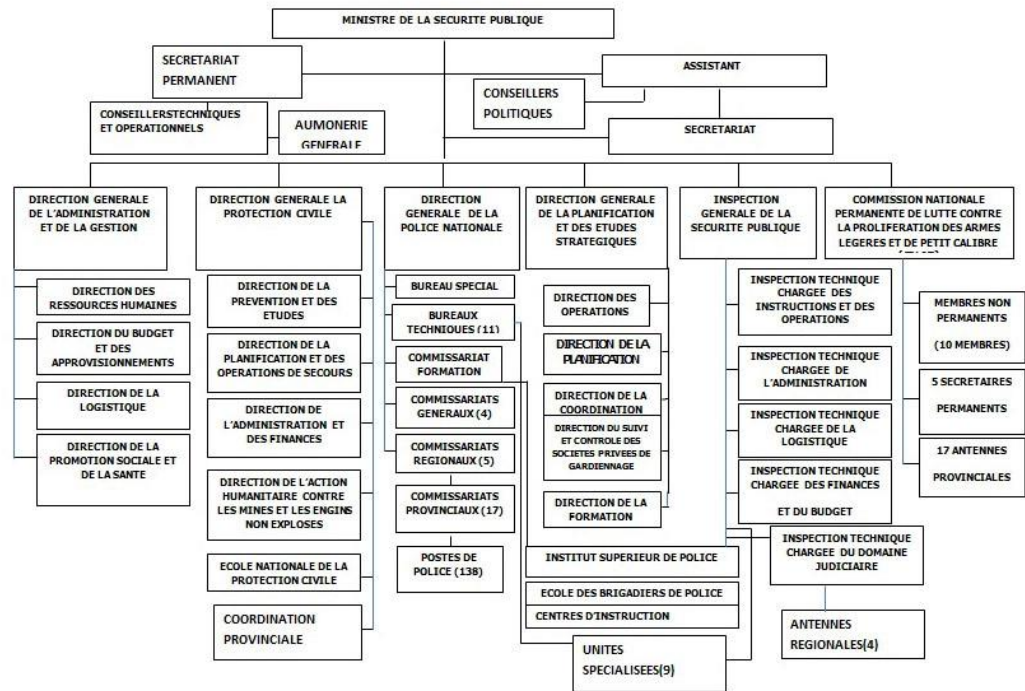 MINISTRE DE LA SECURITE PUBLIQUE
SECRETARIAT
PERMANENT
ASSISTANT
CONSEILLERS
POLITIQUES
CONSEILLERSTECHNIQUES
ET OPERATIONNELS
AUMONERIE
GENERALE
SECRETARIAT
DIRECTION GENERALE
DE L'ADMINISTRATION
ET DE LA GESTION
DIRECTION DES
RESSOURCES HUMAINES
DIRECTION DU BUDGET
ET DES
APPROVISIONNEMENTS
DIRECTION DE LA
LOGISTIQUE
DIRECTION DE LA
PROMOTION SOCIALE ET
DE LA SANTE
DIRECTION GENERALE LA
PROTECTION CIVILE
DIRECTION DE LA
PREVENTION ET DES
ETUDES
DIRECTION DE LA
PLANIFICATION ET DES
OPERATIONS DE SECOURS
DIRECTION DE
L'ADMINISTRATION ET
DES FINANCES
DIRECTION DE L'ACTION
HUMANITAIRE CONTRE
LES MINES ET LES ENGINS
NON EXPLOSES
ECOLE NATIONALE DE LA
PROTECTION CIVILE
COORDINATION
PROVINCIALE
DIRECTION
GENERALE DE LA
POLICE NATIONALE
BUREAU SPECIAL
BUREAUX
TECHNIQUES (11)
COMMISSARIAT
FORMATION
COMMISSARIATS
GENERAUX (4)
COMMISSARIATS
REGIONAUX (5)
COMMISSARIATS
PROVINCIAUX (17)
POSTES DE
POLICE (138)
DIRECTION GENERALE
DE LA PLANIFICATION
ET DES ETUDES
STRATEGIQUES
DIRECTION DES
OPERATIONS
DIRECTION DE LA
PLANIFICATION
DIRECTION DE LA
COORDINATION
DIRECTION DU SUIVI
ET CONTROLE DES
SOCIETES PRIVEES DE
GARDIENNAGE
DIRECTION DE LA
FORMATION
INSTITUT SUPERIEUR DE POLICE
ECOLE DES BRIGADIERS DE POLICE
CENTRES D'INSTRUCTION
UNITES
SPECIALISEES(9)
INSPECTION
GENERALE DE LA
SECURITE PUBLIQUE
INSPECTION TECHNIQUE
CHARGEE DES
INSTRUCTIONS ET DES
OPERATIONS
INSPECTION TECHNIQUE
CHARGEE DE
L'ADMINISTRATION
INSPECTION TECHNIQUE
CHARGEE DE LA
LOGISTIQUE
INSPECTION TECHNIQUE
CHARGEE DES FINANCES
ET DU BUDGET
INSPECTION TECHNIQUE
CHARGEE DU DOMAINE
JUDICIAIRE
ANTENNES
REGIONALES(4)
COMMISSION NATIONALE
PERMANENTE DE LUTTE CONTRE
LA PROLIFERATION DES ARMES
LEGERES ET DE PETIT CALIBRE
MEMBRES NON
PERMANENTS
(10 MEMBRES)
5 SECRETAIRES
PERMANENTS
17 ANTENNES
PROVINCIALES